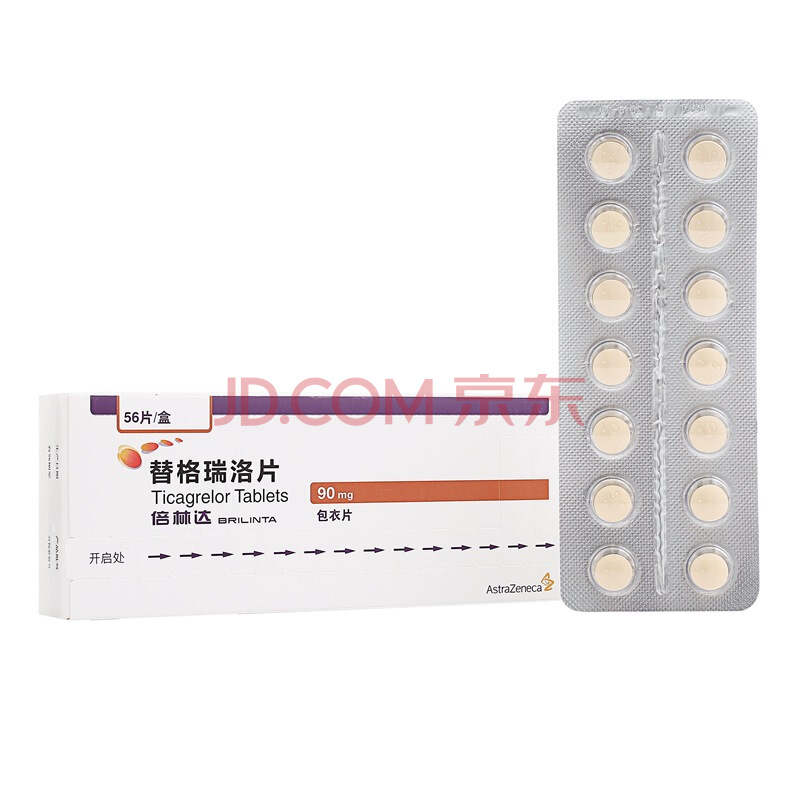 JD.COM 京东
56片/盒
替格瑞洛片
Ticagrelor Tablets
倍林达 BRILINTA
90 mg
包衣片
开启处
AstraZeneca